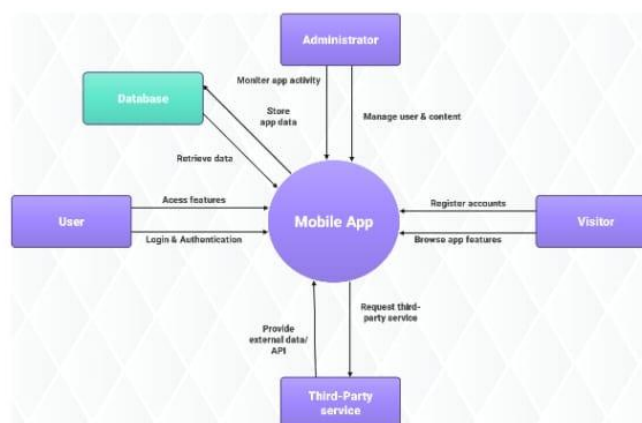 Administrator
Moniter app activity
Database
Store
app data
Manage user & content
Retrieve data
Acess features
Register accounts
User
Mobile App
Visitor
Login & Authentication
Browse app features
Request third-
party service
Provide
external data/
API
Third-Party
service